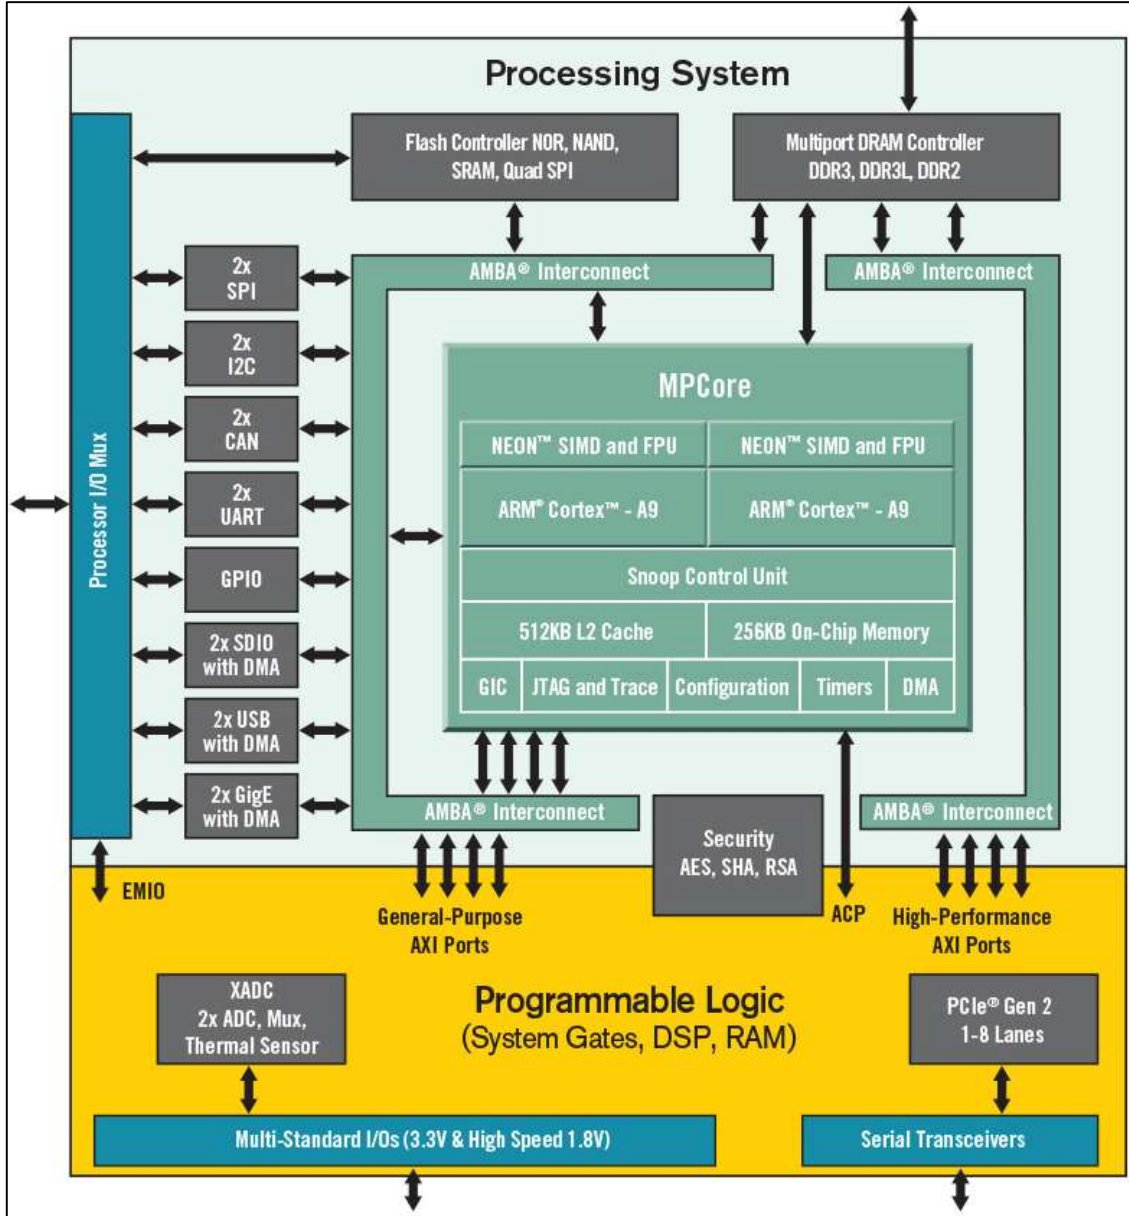 Processing System
Flash Controller NOR, NAND,
SRAM, Quad SPI
Multiport DRAM Controller
DDR3, DDR3L, DDR2
AMBA® Interconnect
AMBA® Interconnect
2x
SPI
2x
I2C
2x
CAN
2x
UART
GPIO
2x SDIO
with DMA
2x USB
with DMA
2x GigE
with DMA
Processor I/O Mux
MPCore
NEON™ SIMD and FPU
NEON™ SIMD and FPU
ARM® Cortex™ - A9
ARM® Cortex™ - A9
Snoop Control Unit
512KB L2 Cache
256KB On-Chip Memory
GIC
JTAG and Trace
Configuration
Timers
DMA
AMBA® Interconnect
AMBA® Interconnect
Security
AES, SHA, RSA
EMIO
General-Purpose
AXI Ports
ACP
High-Performance
AXI Ports
XADC
2x ADC, Mux,
Thermal Sensor
Programmable Logic
(System Gates, DSP, RAM)
PCIe® Gen 2
1-8 Lanes
Multi-Standard I/Os (3.3V & High Speed 1.8V)
Serial Transceivers